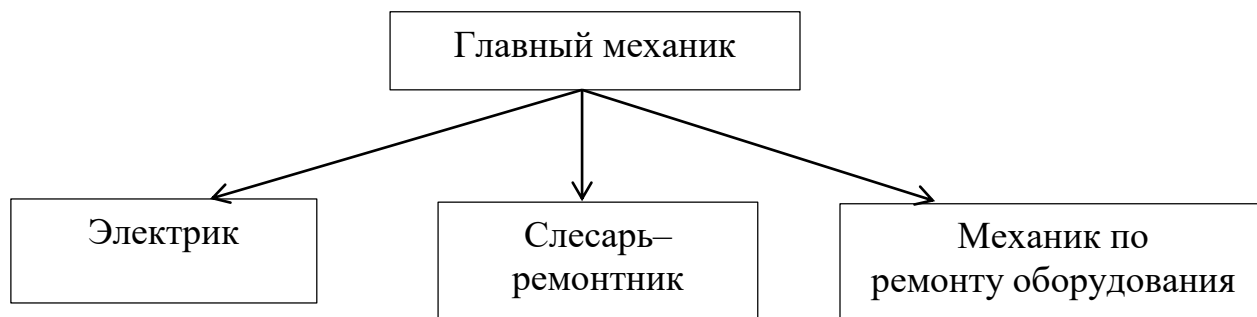 Главный механик
Электрик
Слесарь–
ремонтник
Механик по
ремонту оборудования